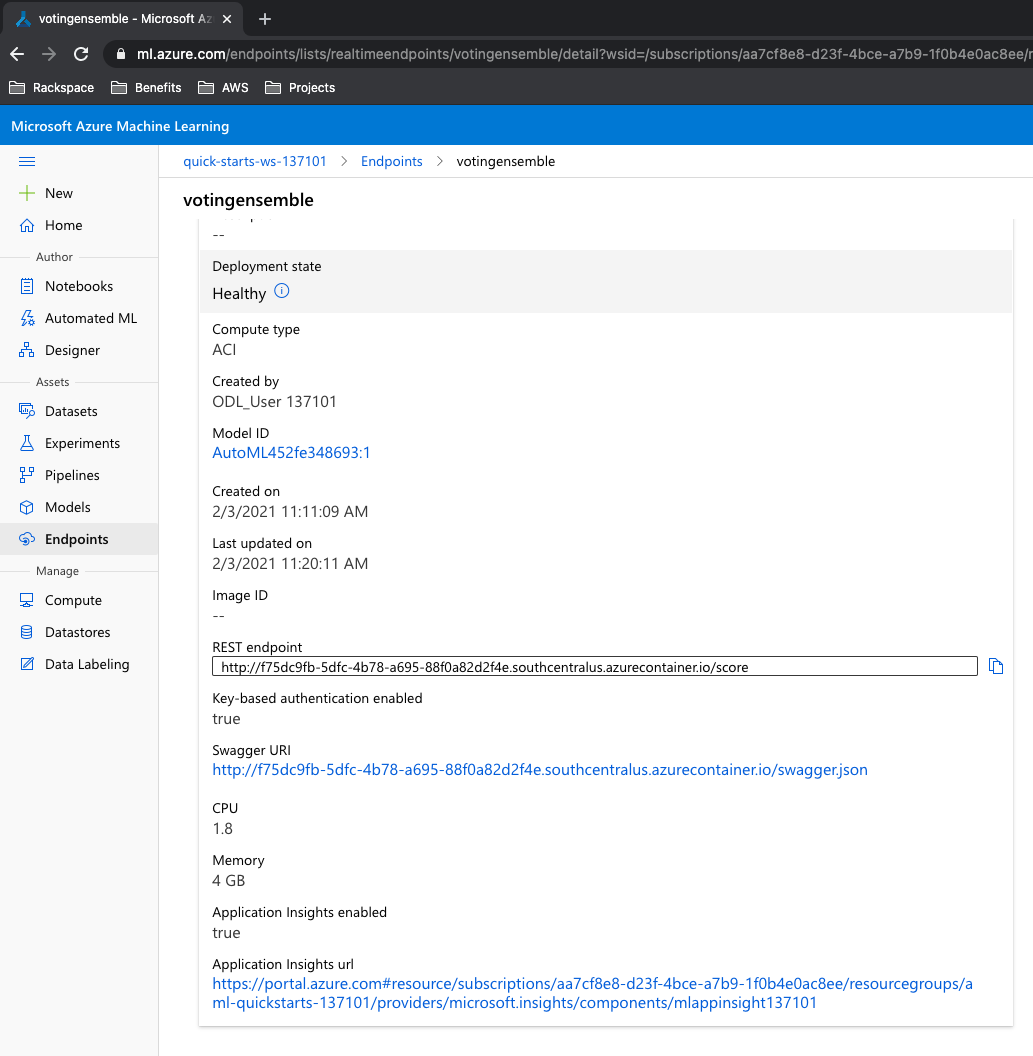 votingensemble - Microsoft Az
ml.azure.com/endpoints/lists/realtimeendpoints/votingensemble/detail?wsid=/subscriptions/aa7cf8e8-d23f-4bce-a7b9-1f0b4e0ac8ee/r
Rackspace Benefits AWS Projects
Microsoft Azure Machine Learning
quick-starts-ws-137101 > Endpoints > votingensemble
New
Home
Author
Notebooks
Automated ML
Designer
Assets
Datasets
Experiments
Pipelines
Models
Endpoints
Manage
Compute
Datastores
Data Labeling
votingensemble
--
Deployment state
Healthy
Compute type
ACI
Created by
ODL_User 137101
Model ID
AutoML452fe348693:1
Created on
2/3/2021 11:11:09 AM
Last updated on
2/3/2021 11:20:11 AM
Image ID
--
REST endpoint
http://f75dc9fb-5dfc-4b78-a695-88f0a82d2f4e.southcentralus.azurecontainer.io/score
Key-based authentication enabled
true
Swagger URI
http://f75dc9fb-5dfc-4b78-a695-88f0a82d2f4e.southcentralus.azurecontainer.io/swagger.json
CPU
1.8
Memory
4 GB
Application Insights enabled
true
Application Insights url
https://portal.azure.com#resource/subscriptions/aa7cf8e8-d23f-4bce-a7b9-1f0b4e0ac8ee/resourcegroups/a
ml-quickstarts-137101/providers/microsoft.insights/components/mlappinsight137101